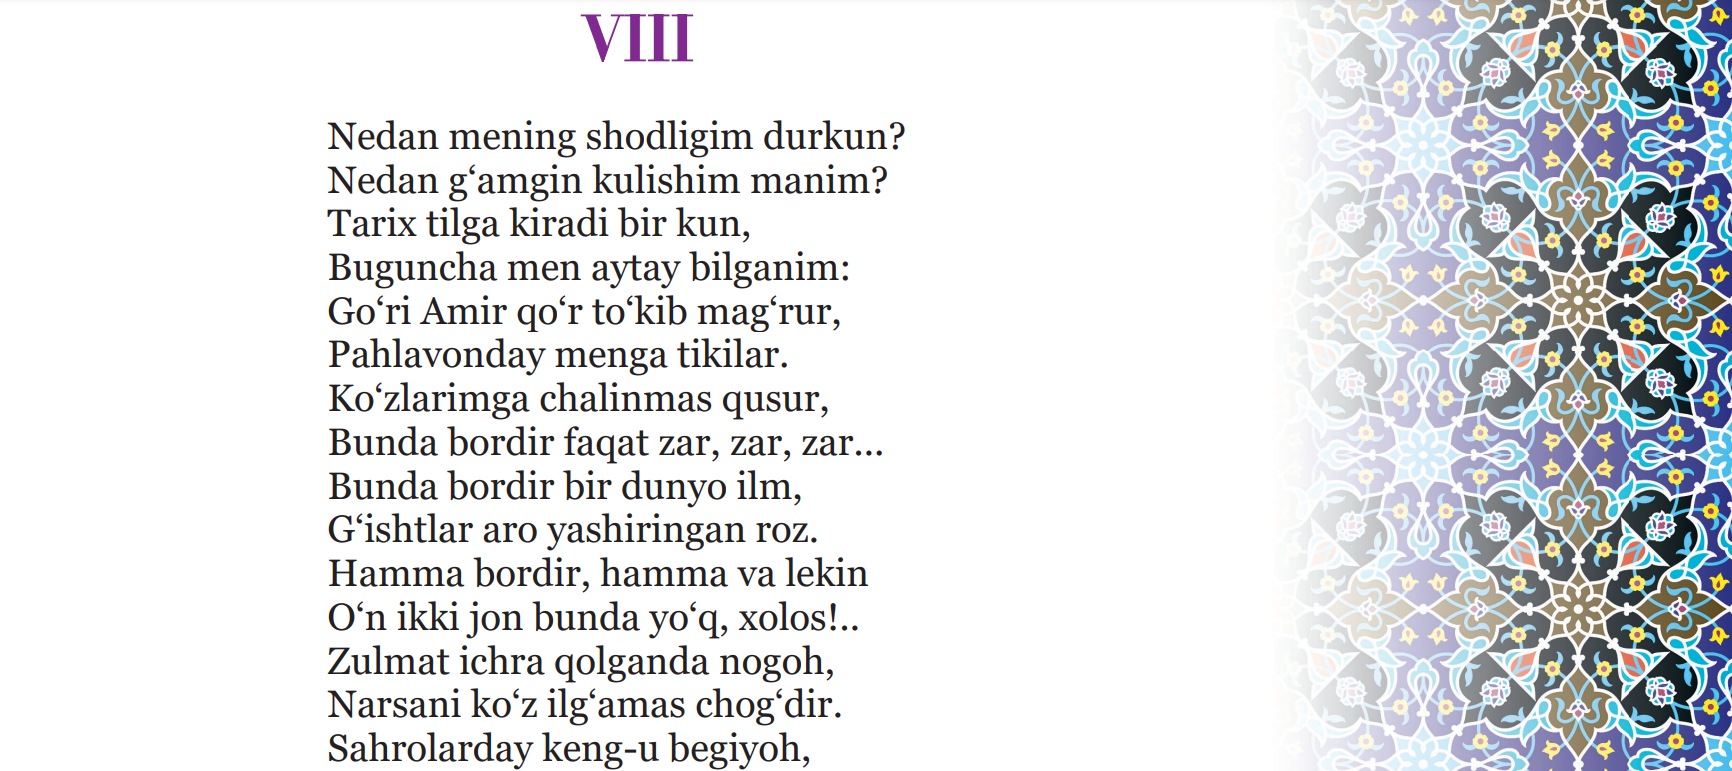 VIII
Nedan mening shodligim durkun?
Nedan g‘amgin kulishim manim?
Tarix tilga kiradi bir kun,
Buguncha men aytay bilganim:
Go‘ri Amir qo‘r to‘kib mag‘rur,
Pahlavonday menga tikilar.
Ko‘zlarimga chalinmas qusur,
Bunda bordir faqat zar, zar, zar...
Bunda bordir bir dunyo ilm,
G‘ishtlar aro yashiringan roz.
Hamma bordir, hamma va lekin
O‘n ikki jon bunda yo‘q, xolos!..
Zulmat ichra qolganda nogoh,
Narsani ko‘z ilg‘amas chog‘dir.
Sahrolarday keng-u begiyoh,